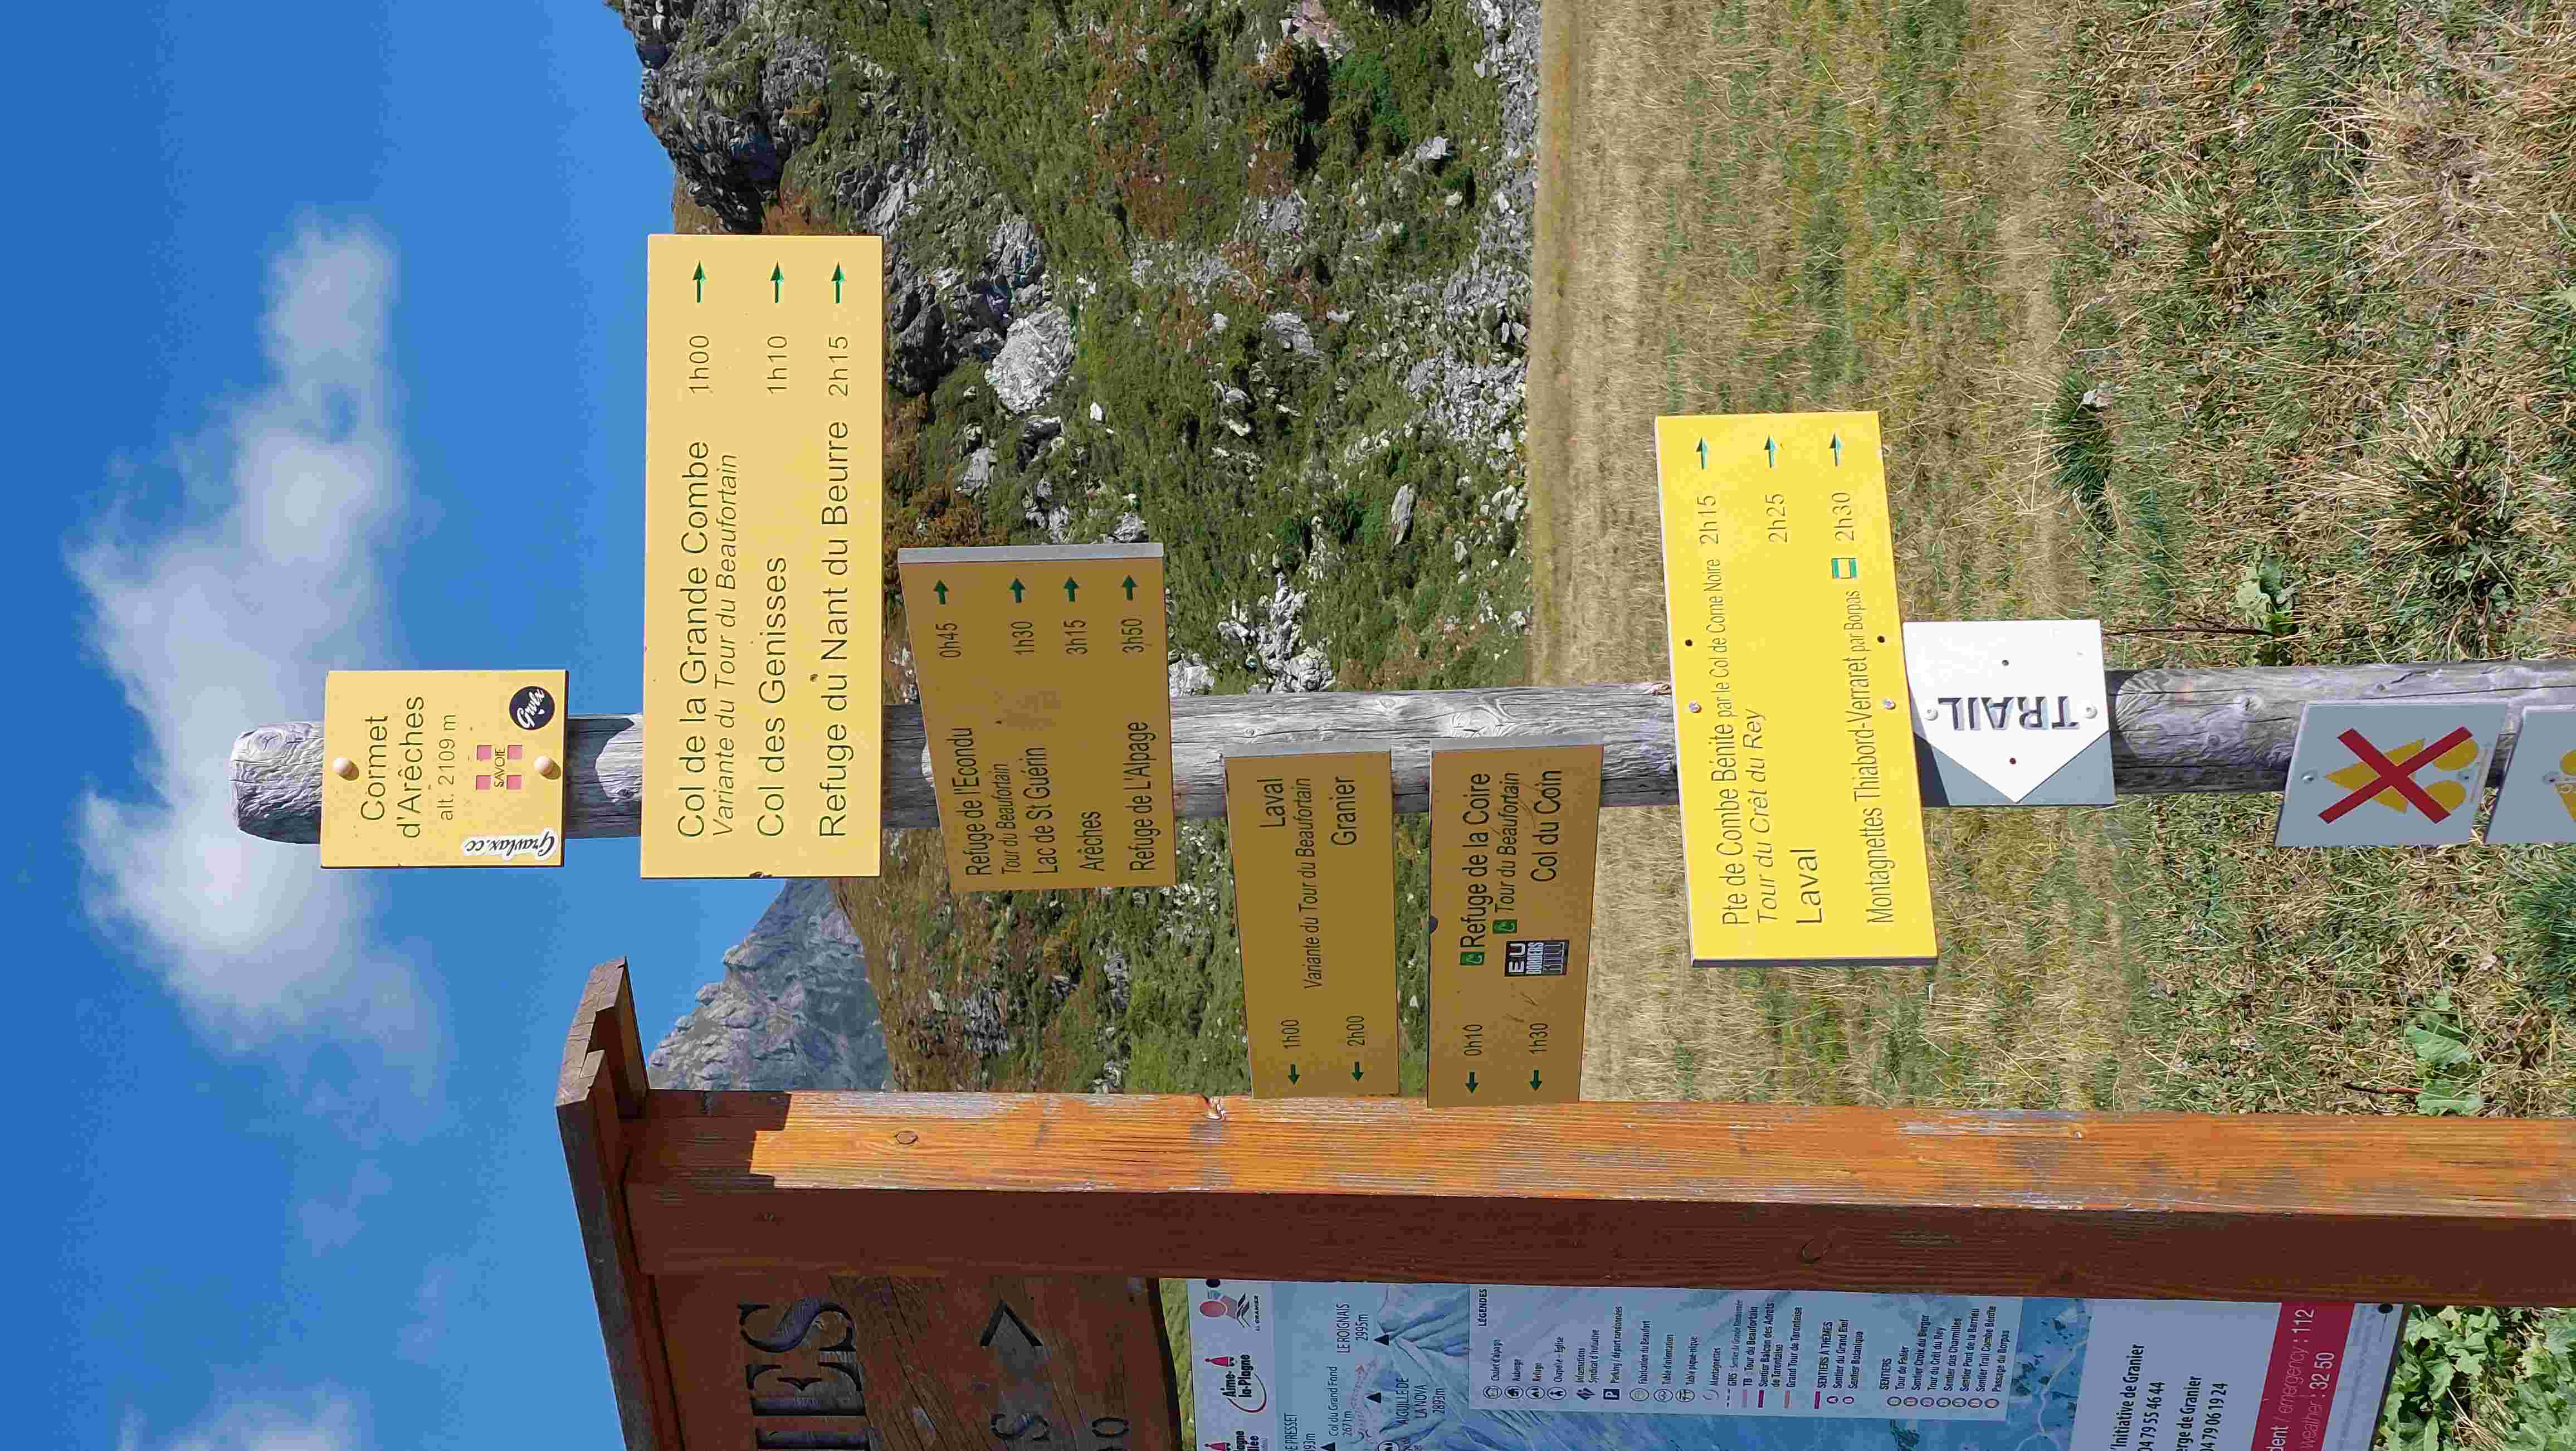 Cormet
d'Arêches
alt. 2109 m
Gravlax.cc
SAVOIE
Col de la Grande Combe 1h00
Variante du Tour du Beaufortain
Col des Genisses 1h10
Refuge du Nant du Beurre 2h15
Refuge de l'Econdu 0h45
Tour du Beaufortain
Lac de St Guérin 1h30
Arêches 3h15
Refuge de L'Alpage 3h50
1h00 Laval
Variante du Tour du Beaufortain
2h00 Granier
0h10 Refuge de la Coire
Tour du Beaufortain
1h30 Col du Coin
EU
BORDERS
KILL
Pte de Combe Bénite par le Col de Corne Noire 2h15
Tour du Crêt du Rey
Laval 2h25
Montagnettes Thiabord-Verraret par Borpas 2h30
TRAIL
IES
S >
00
Aime-
la-Plagne
E PRESSET
93m
Col du Grand Fond
2671m
LE ROIGNAIS
2995m
AIGUILLE DE
LA NOVA
2893m
LÉGENDES
Chalet d'alpage
Auberge
Refuge
Chapelle - Eglise
Informations
Syndicat d'Initiative
P Parking / départ randonnées
Fabrication du Beaufort
Table d'orientation
Table pique-nique
Montagnettes
GR5 : Sentier de Grande Randonnée
TB : Tour du Beaufortain
Sentier Balcon des Adrets
de Tarentaise
Grand Tour de Tarentaise
SENTIERS À THÈMES
Sentier du Grand Bief
Sentier Botanique
SENTIERS
Tour de Falier
Sentier Croix du Berger
Tour du Crêt du Rey
Sentier des Charmilles
Sentier Pont de la Barrieu
Sentier Trail Combe Bénite
Passage du Borpas
'Initiative de Granier
04 79 55 46 44
erge de Granier
04 79 06 19 24
dent / emergency : 112
weather : 32 50